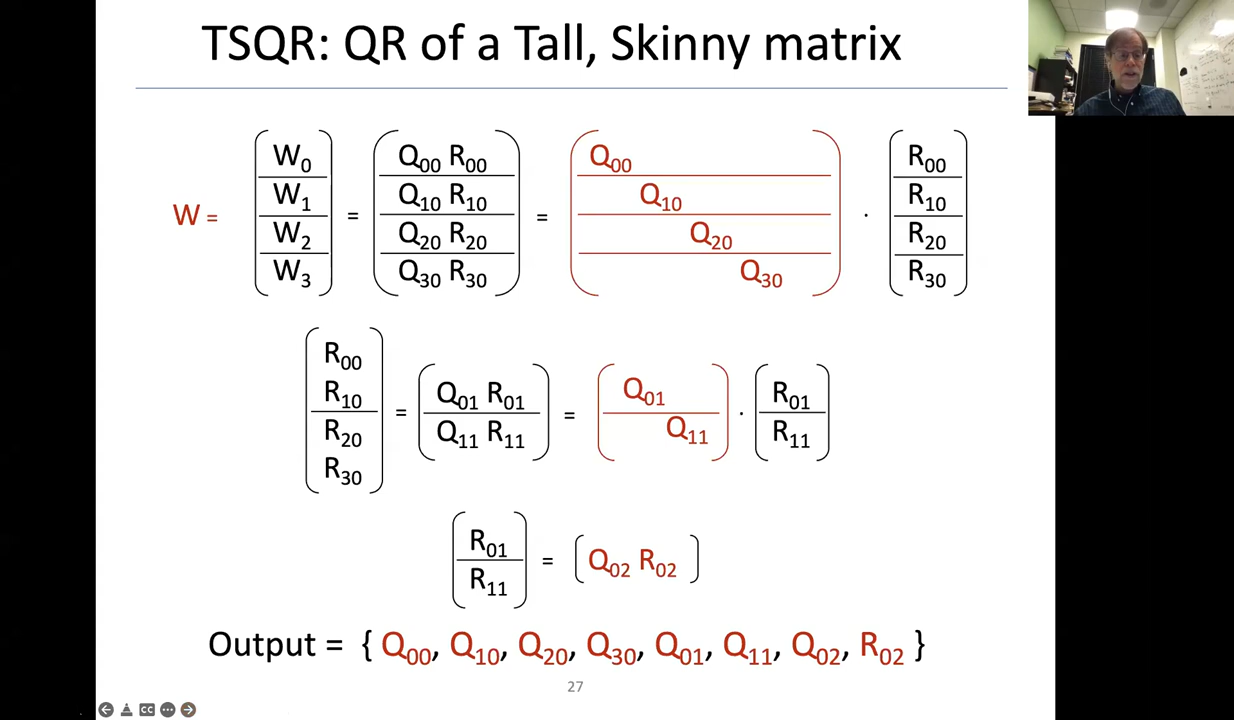 TSQR: QR of a Tall, Skinny matrix
W = W₀ = Q₀₀ R₀₀ = Q₀₀ · R₀₀
W₁ Q₁₀ R₁₀ Q₁₀ R₁₀
W₂ Q₂₀ R₂₀ Q₂₀ R₂₀
W₃ Q₃₀ R₃₀ Q₃₀ R₃₀
R₀₀
R₁₀ = Q₀₁ R₀₁ = Q₀₁ · R₀₁
R₂₀ Q₁₁ R₁₁ Q₁₁ R₁₁
R₃₀
R₀₁ = Q₀₂ R₀₂
R₁₁
Output = { Q₀₀, Q₁₀, Q₂₀, Q₃₀, Q₀₁, Q₁₁, Q₀₂, R₀₂ }
27
CC